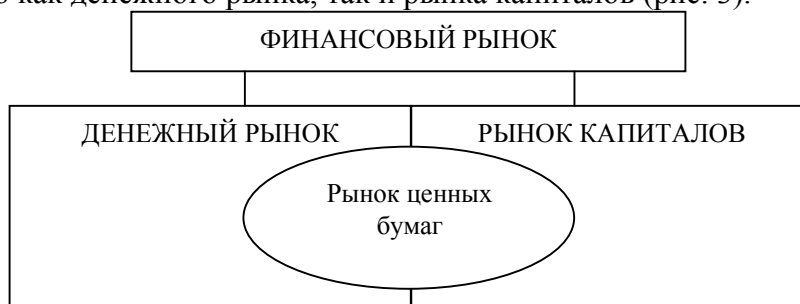 как денежного рынка, так и рынка капиталов (рис. 3).
ФИНАНСОВЫЙ РЫНОК
ДЕНЕЖНЫЙ РЫНОК РЫНОК КАПИТАЛОВ
Рынок ценных
бумаг